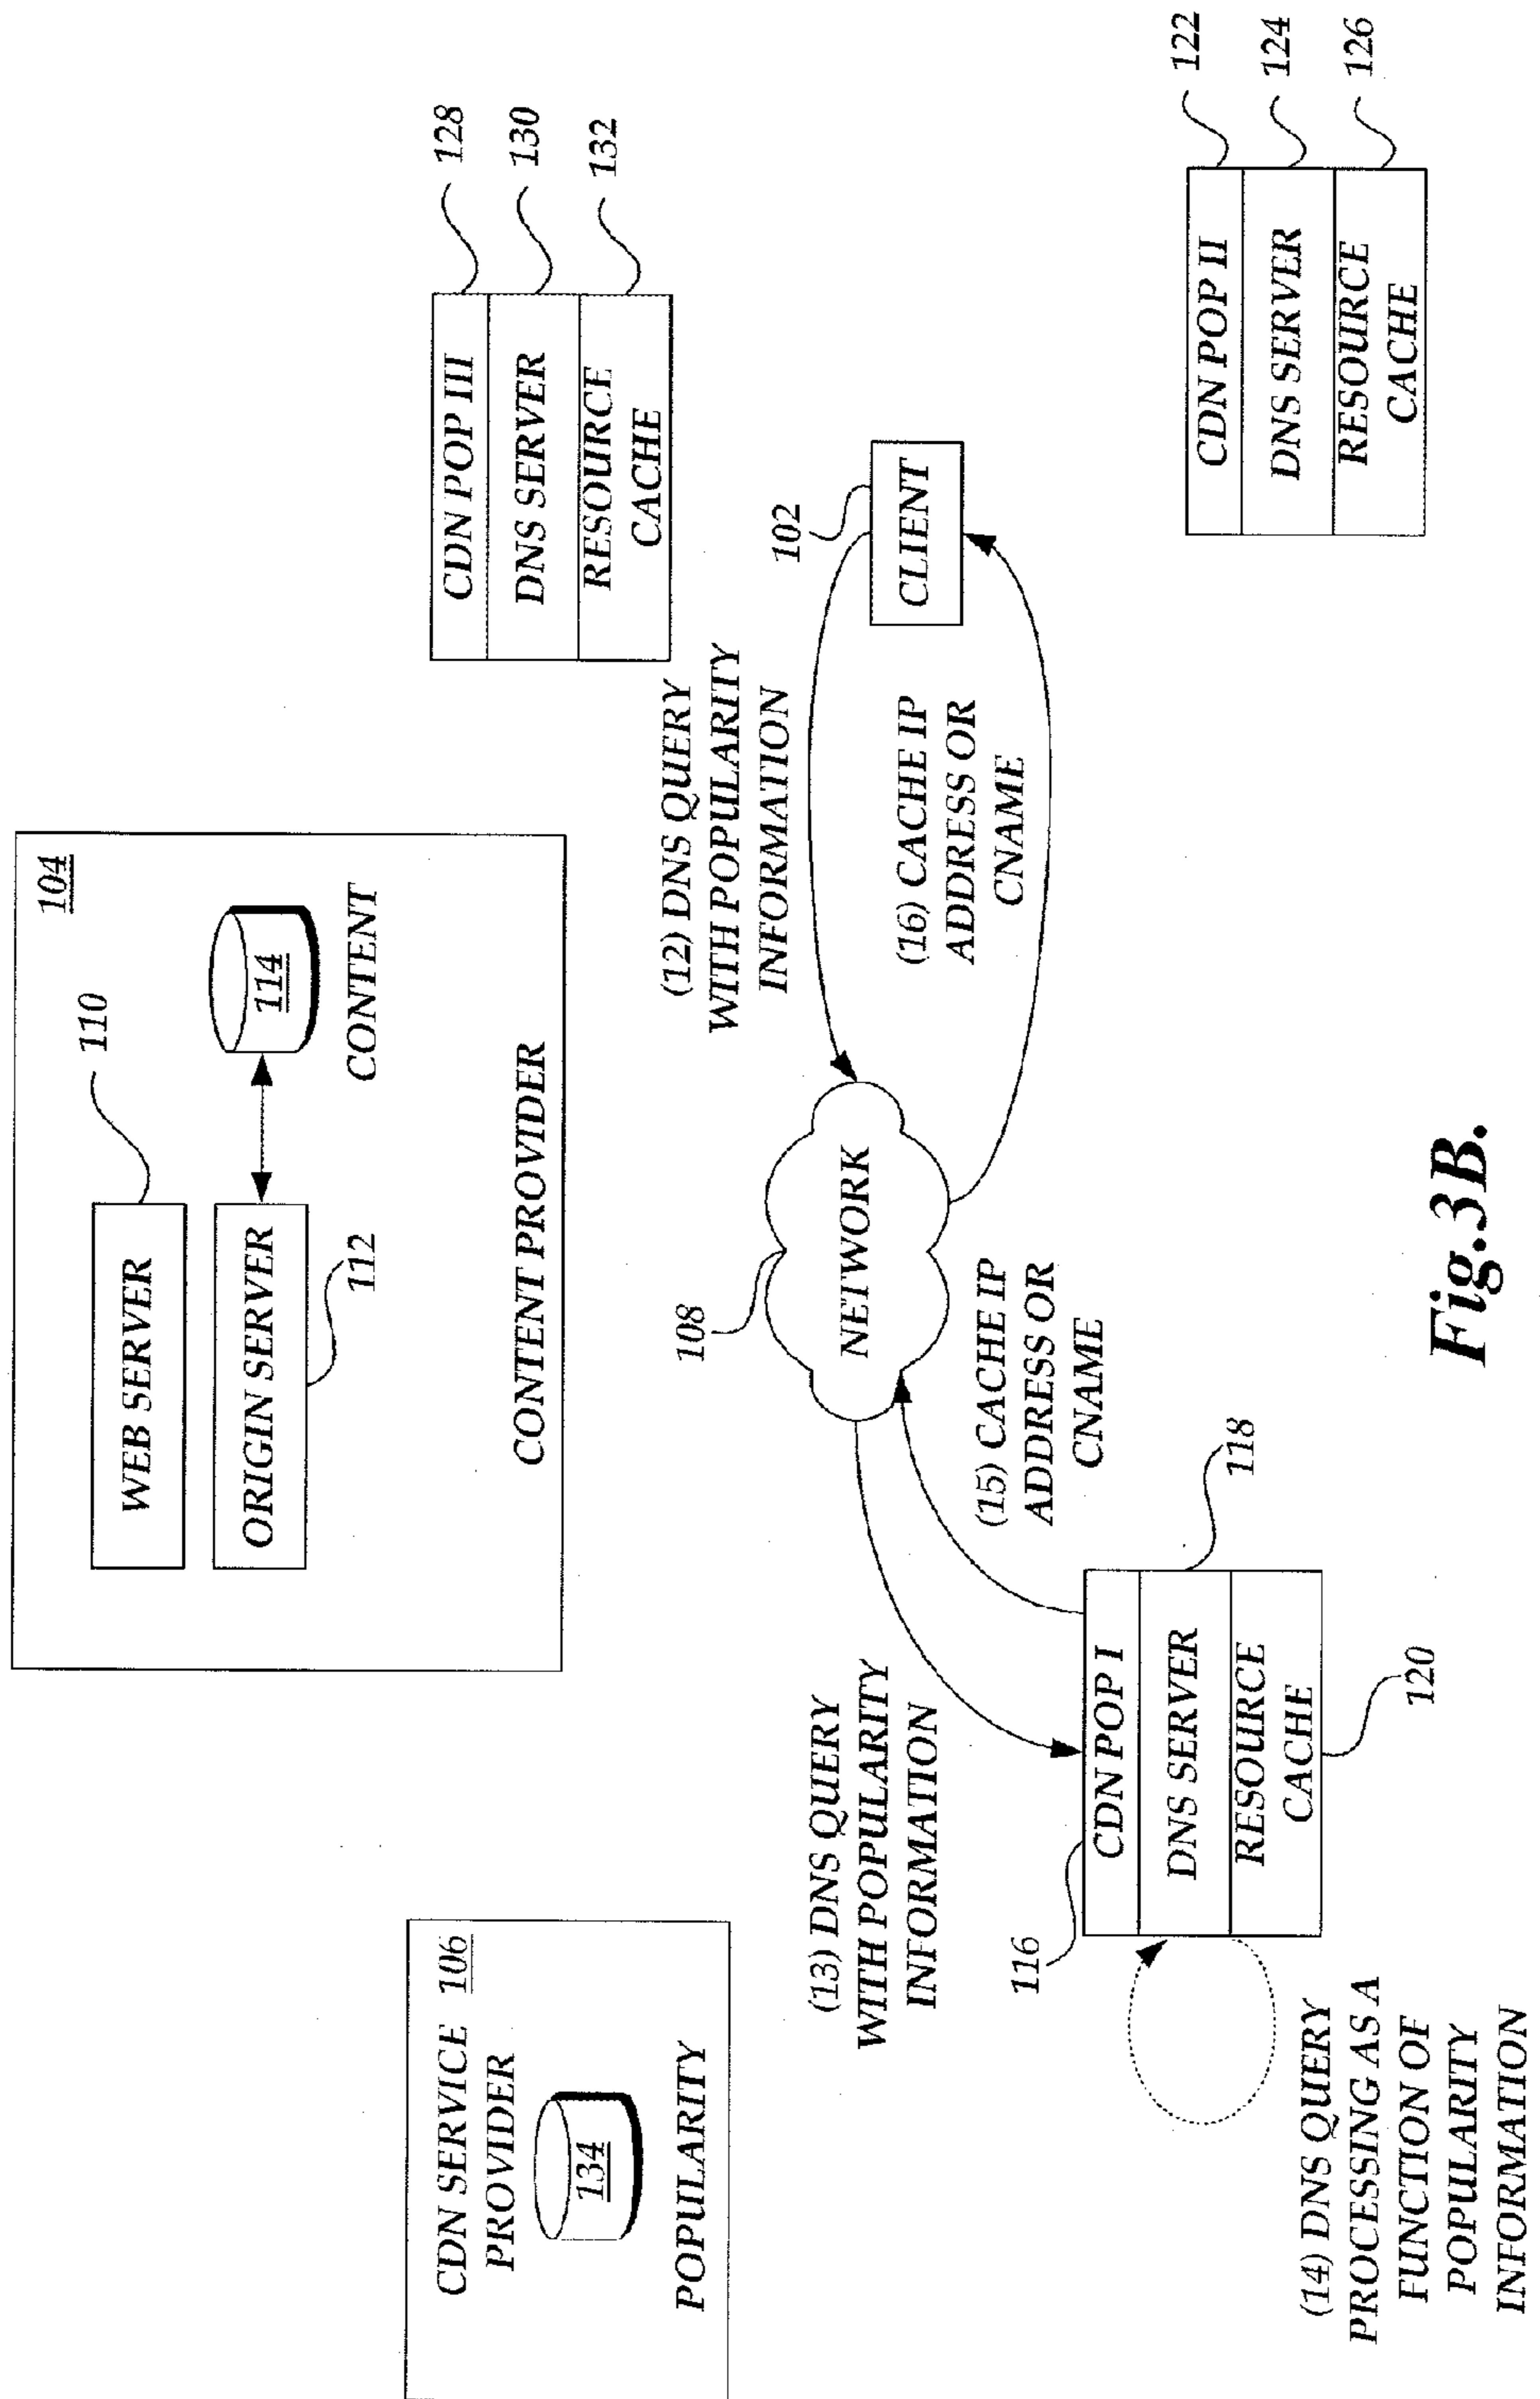 104
WEB SERVER
110
ORIGIN SERVER
112
114
CONTENT
CONTENT PROVIDER
CDN SERVICE
PROVIDER
106
134
POPULARITY
CDN POP III
DNS SERVER
RESOURCE
CACHE
128
130
132
(12) DNS QUERY
WITH POPULARITY
INFORMATION
102
CLIENT
108
NETWORK
(13) DNS QUERY
WITH POPULARITY
INFORMATION
(16) CACHE IP
ADDRESS OR
CNAME
(15) CACHE IP
ADDRESS OR
CNAME
116
CDN POP I
DNS SERVER
RESOURCE
CACHE
118
120
(14) DNS QUERY
PROCESSING AS A
FUNCTION OF
POPULARITY
INFORMATION
CDN POP II
DNS SERVER
RESOURCE
CACHE
122
124
126
Fig.3B.